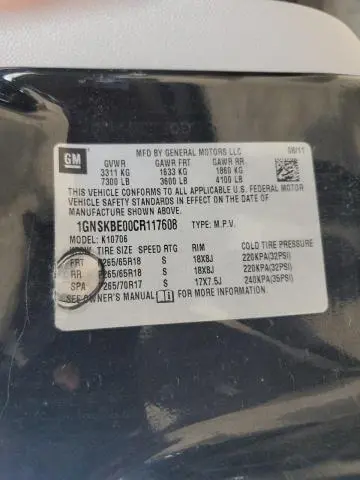 GM
MFD BY GENERAL MOTORS LLC 08/11
GVWR GAWR FRT GAWR RR
3311 KG 1633 KG 1860 KG
7300 LB 3600 LB 4100 LB
THIS VEHICLE CONFORMS TO ALL APPLICABLE U.S. FEDERAL MOTOR
VEHICLE SAFETY STANDARDS IN EFFECT ON THE DATE OF
MANUFACTURE SHOWN ABOVE.
1GNSKBE00CR117608 TYPE: M.P.V.
MODEL: K10706
TIRE SIZE SPEED RTG RIM COLD TIRE PRESSURE
FRT P265/65R18 S 18X8J 220KPA(32PSI)
RR P265/65R18 S 18X8J 220KPA(32PSI)
SPA P265/70R17 S 17X7.5J 240KPA(35PSI)
SEE OWNER'S MANUAL FOR MORE INFORMATION